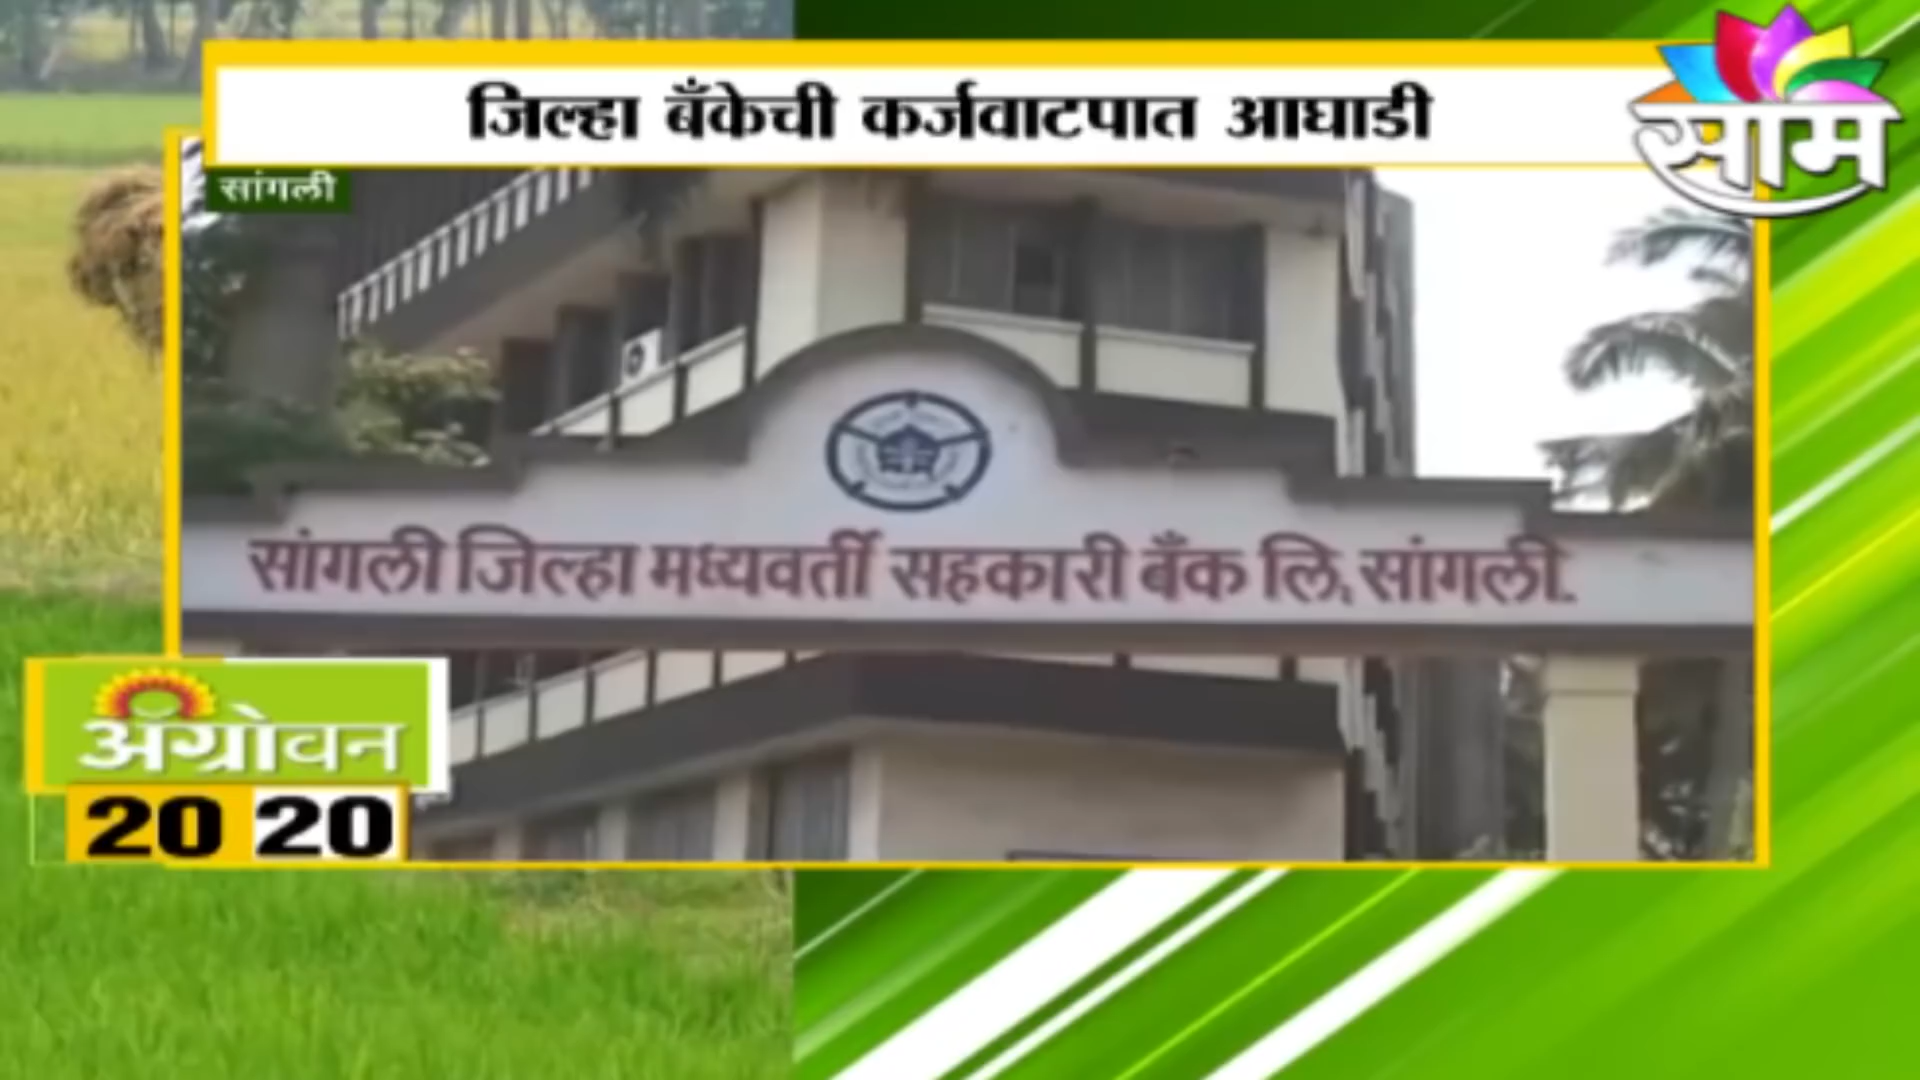 जिल्हा बँकेची कर्जवाटपात आघाडी
साम
सांगली
सांगली जिल्हा मध्यवर्ती सहकारी बँक लि, सांगली.
अ‍ॅग्रोवन
20 20